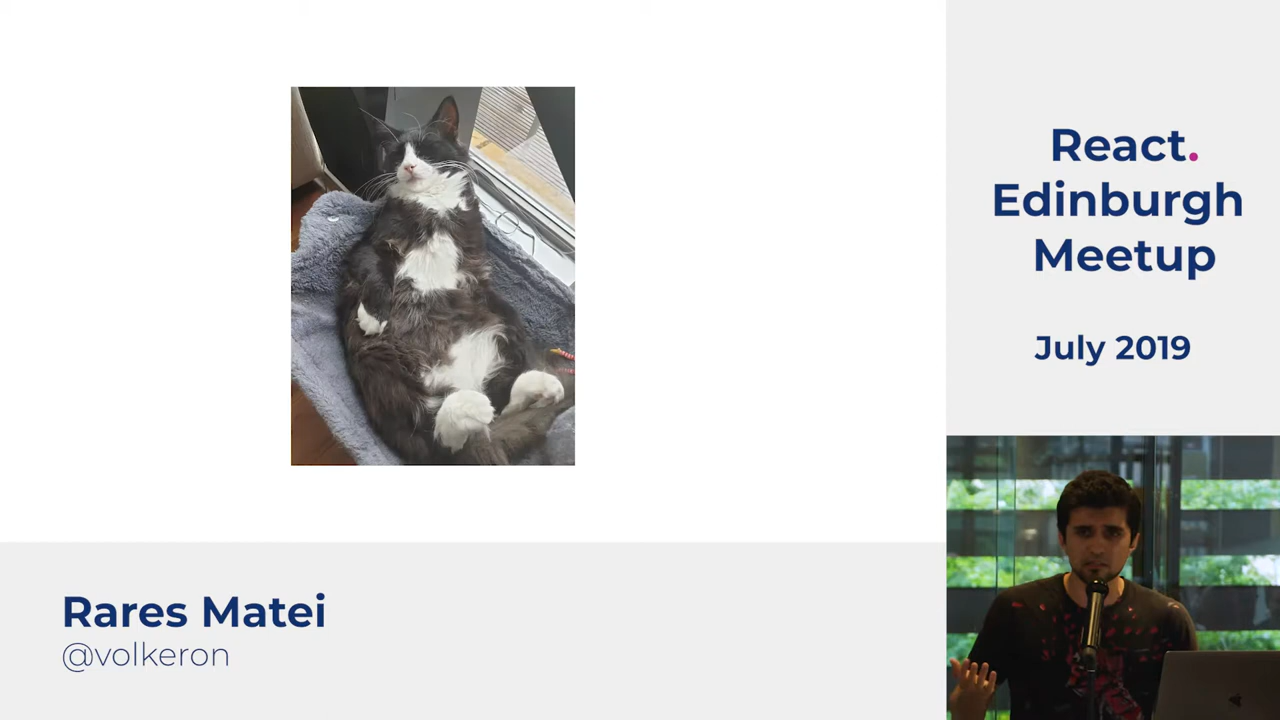 React.
Edinburgh
Meetup
July 2019
Rares Matei
@volkeron